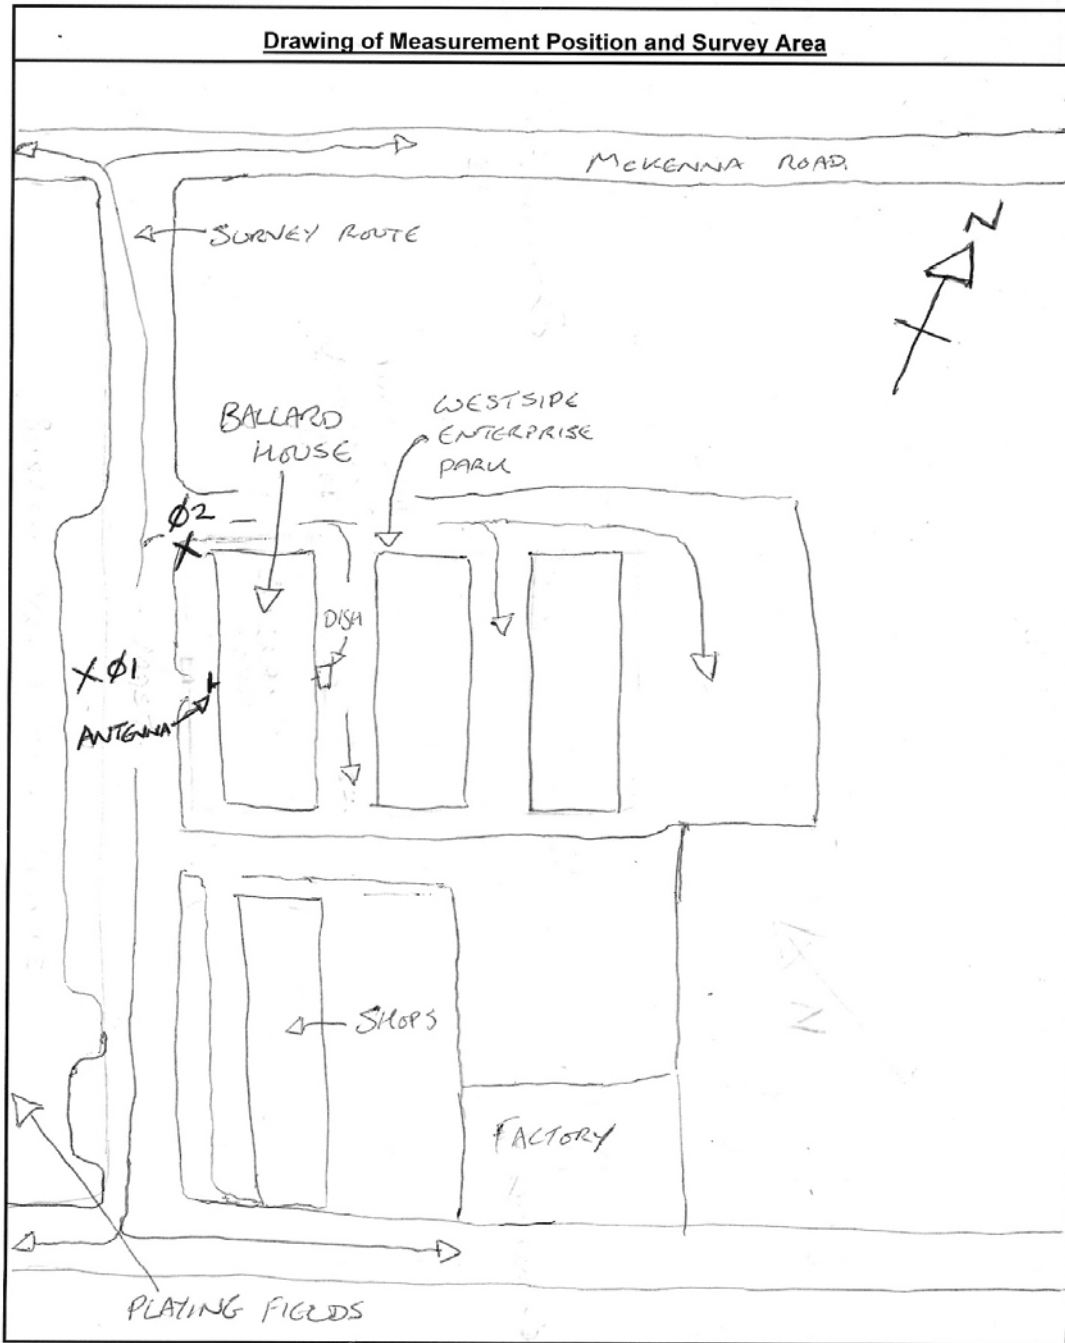 Drawing of Measurement Position and Survey Area
MCKENNA ROAD.
N
SURVEY ROUTE
BALLARD
HOUSE
WESTSIDE
ENTERPRISE
PARK
Ø2
X
DISH
X Ø1
ANTENNA
SHOPS
N
FACTORY
PLAYING FIELDS